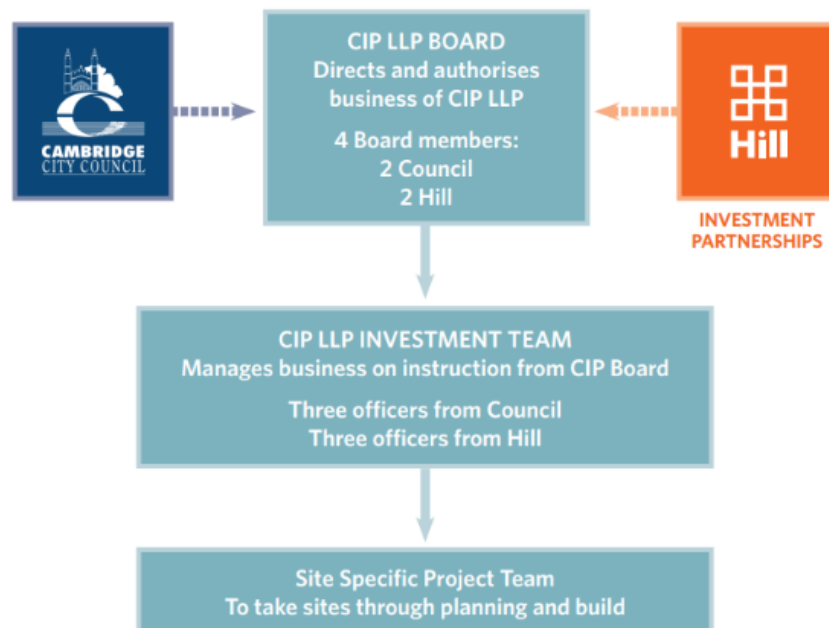 CAMBRIDGE
CITY COUNCIL
CIP LLP BOARD
Directs and authorises
business of CIP LLP
4 Board members:
2 Council
2 Hill
Hill
INVESTMENT
PARTNERSHIPS
CIP LLP INVESTMENT TEAM
Manages business on instruction from CIP Board
Three officers from Council
Three officers from Hill
Site Specific Project Team
To take sites through planning and build